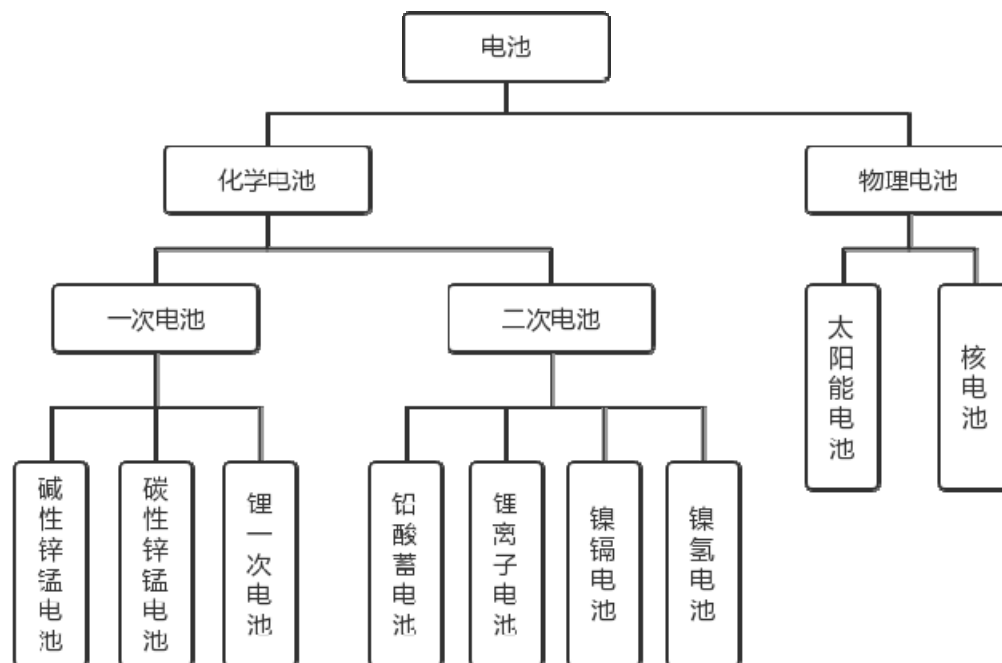 电池
化学电池
物理电池
一次电池
二次电池
太阳能电池
核电池
碱性锌锰电池
碳性锌锰电池
锂一次电池
铅酸蓄电池
锂离子电池
镍镉电池
镍氢电池